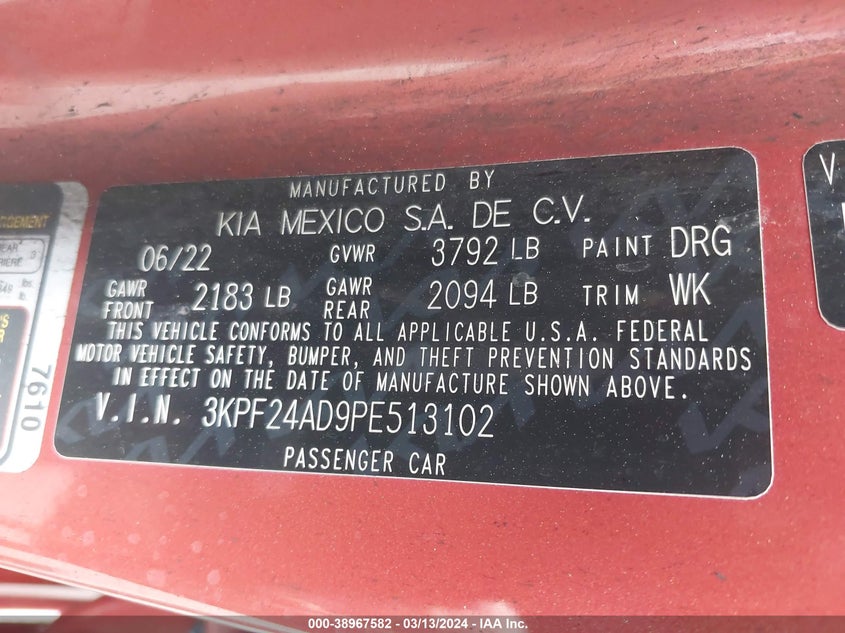 MANUFACTURED BY
KIA MEXICO S.A. DE C.V.
06/22 GVWR 3792 LB PAINT DRG
GAWR FRONT 2183 LB GAWR REAR 2094 LB TRIM WK
THIS VEHICLE CONFORMS TO ALL APPLICABLE U.S.A. FEDERAL
MOTOR VEHICLE SAFETY, BUMPER, AND THEFT PREVENTION STANDARDS
IN EFFECT ON THE DATE OF MANUFACTURE SHOWN ABOVE.
V.I.N. 3KPF24AD9PE513102
PASSENGER CAR
7610
V
000-38967582 - 03/13/2024 - IAA Inc.